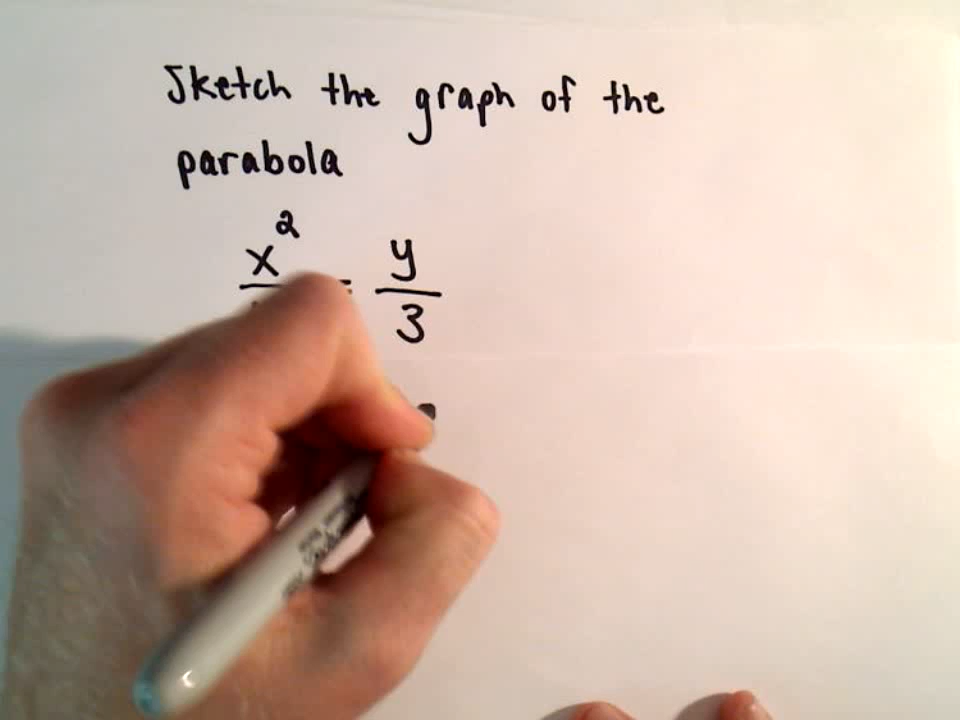 Sketch the graph of the
parabola
x² = y
3